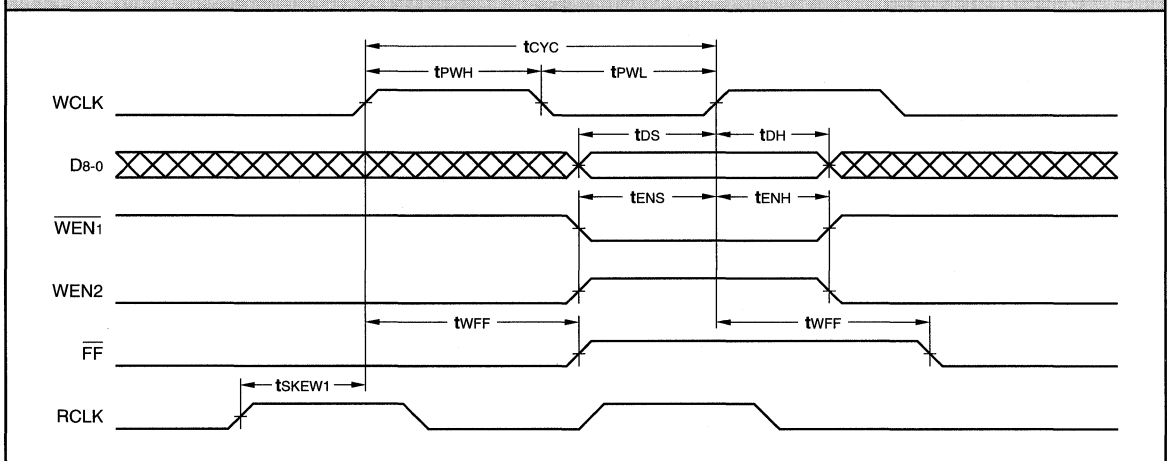 tCYC
tPWH tPWL
WCLK
tDS tDH
D8-0
tENS tENH
WEN1
WEN2
tWFF tWFF
FF
tSKEW1
RCLK